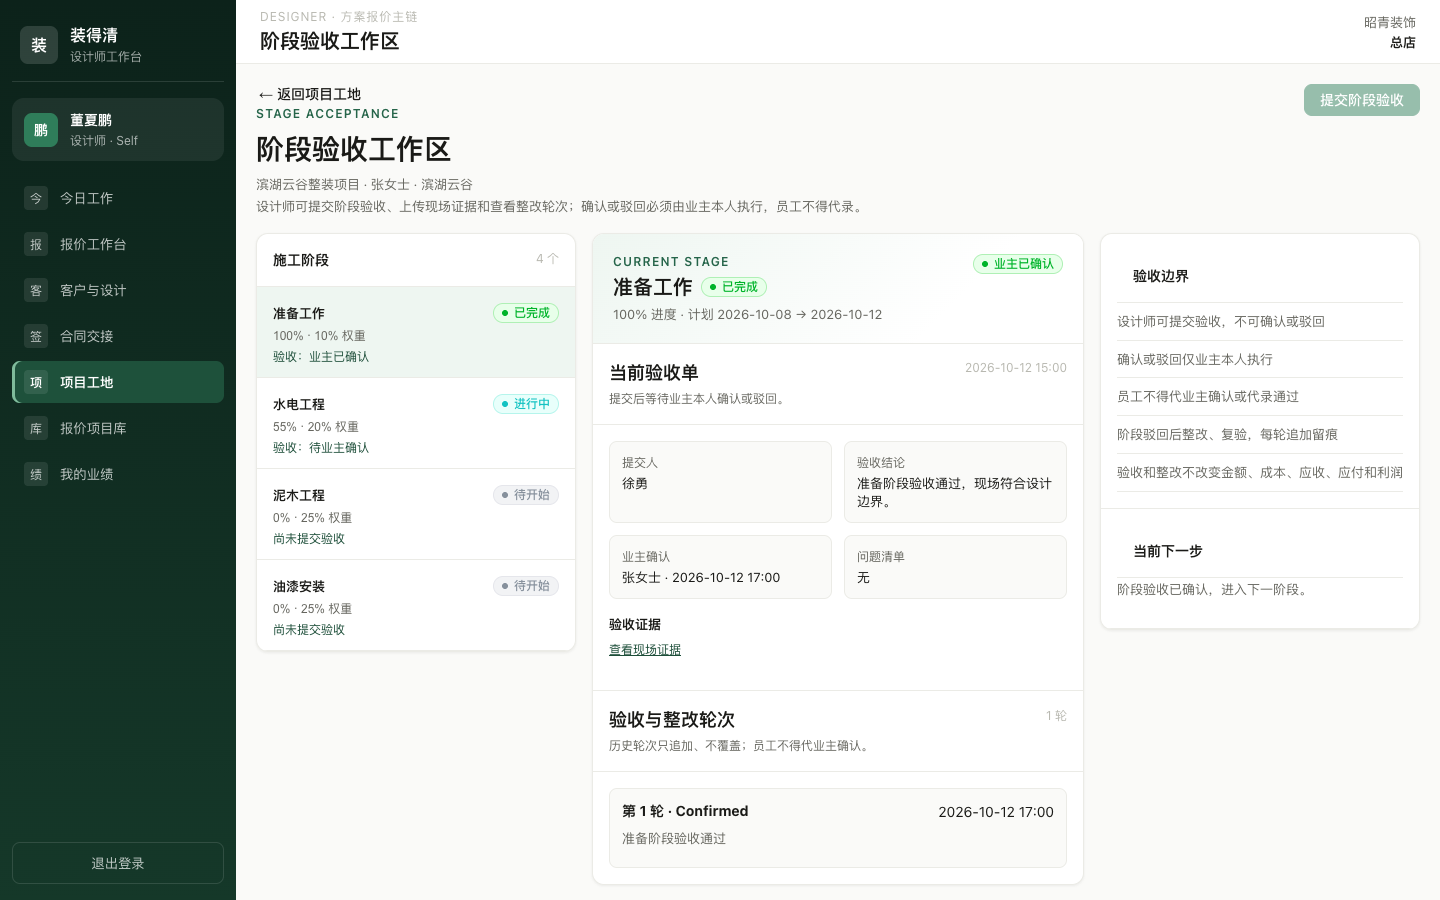 装
装得清
设计师工作台
鹏
董夏鹏
设计师 · Self
今
今日工作
报
报价工作台
客
客户与设计
签
合同交接
项
项目工地
库
报价项目库
绩
我的业绩
退出登录
DESIGNER · 方案报价主链
阶段验收工作区
昭青装饰
总店
← 返回项目工地
STAGE ACCEPTANCE
阶段验收工作区
滨湖云谷整装项目 · 张女士 · 滨湖云谷
设计师可提交阶段验收、上传现场证据和查看整改轮次；确认或驳回必须由业主本人执行，员工不得代录。
提交阶段验收
施工阶段
4 个
准备工作
已完成
100% · 10% 权重
验收：业主已确认
水电工程
进行中
55% · 20% 权重
验收：待业主确认
泥木工程
待开始
0% · 25% 权重
尚未提交验收
油漆安装
待开始
0% · 25% 权重
尚未提交验收
CURRENT STAGE
准备工作
已完成
业主已确认
100% 进度 · 计划 2026-10-08 → 2026-10-12
当前验收单
2026-10-12 15:00
提交后等待业主本人确认或驳回。
提交人
徐勇
验收结论
准备阶段验收通过，现场符合设计
边界。
业主确认
张女士 · 2026-10-12 17:00
问题清单
无
验收证据
查看现场证据
验收与整改轮次
1 轮
历史轮次只追加、不覆盖；员工不得代业主确认。
第 1 轮 · Confirmed
2026-10-12 17:00
准备阶段验收通过
验收边界
设计师可提交验收，不可确认或驳回
确认或驳回仅业主本人执行
员工不得代业主确认或代录通过
阶段驳回后整改、复验，每轮追加留痕
验收和整改不改变金额、成本、应收、应付和利润
当前下一步
阶段验收已确认，进入下一阶段。